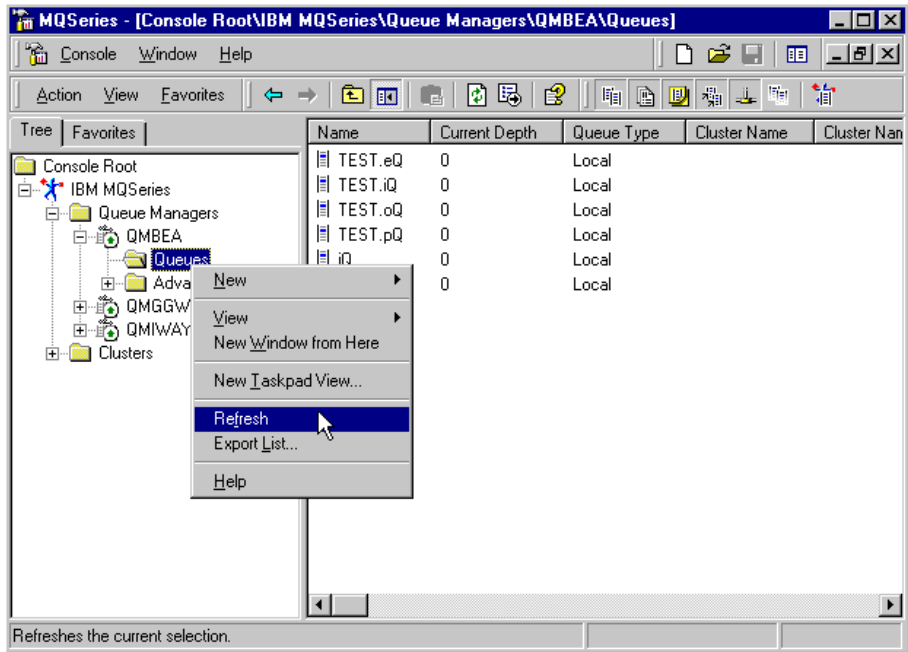 MQSeries - [Console Root\IBM MQSeries\Queue Managers\QMBEA\Queues]
Console Window Help
Action View Favorites
Tree Favorites
Name Current Depth Queue Type Cluster Name Cluster Nan
Console Root
IBM MQSeries
Queue Managers
QMBEA
Queues
Adva
QMGGW
QMIWAY
Clusters
TEST.eQ 0 Local
TEST.iQ 0 Local
TEST.oQ 0 Local
TEST.pQ 0 Local
iQ 0 Local
0 Local
New
View
New Window from Here
New Taskpad View...
Refresh
Export List...
Help
Refreshes the current selection.